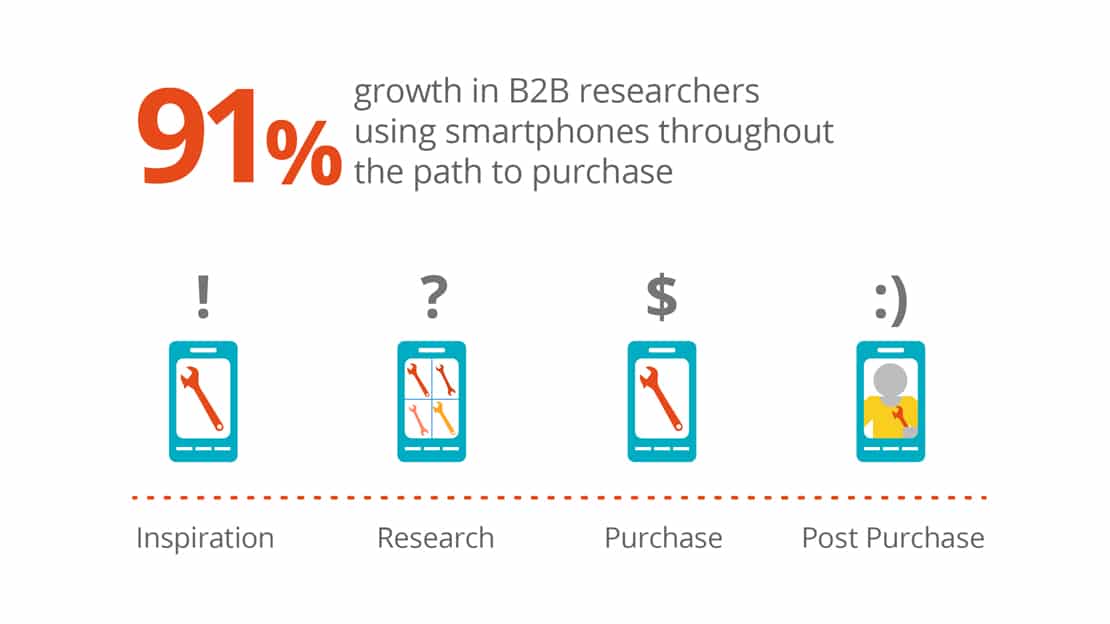 91%
growth in B2B researchers
using smartphones throughout
the path to purchase
! ? $ :)
Inspiration Research Purchase Post Purchase